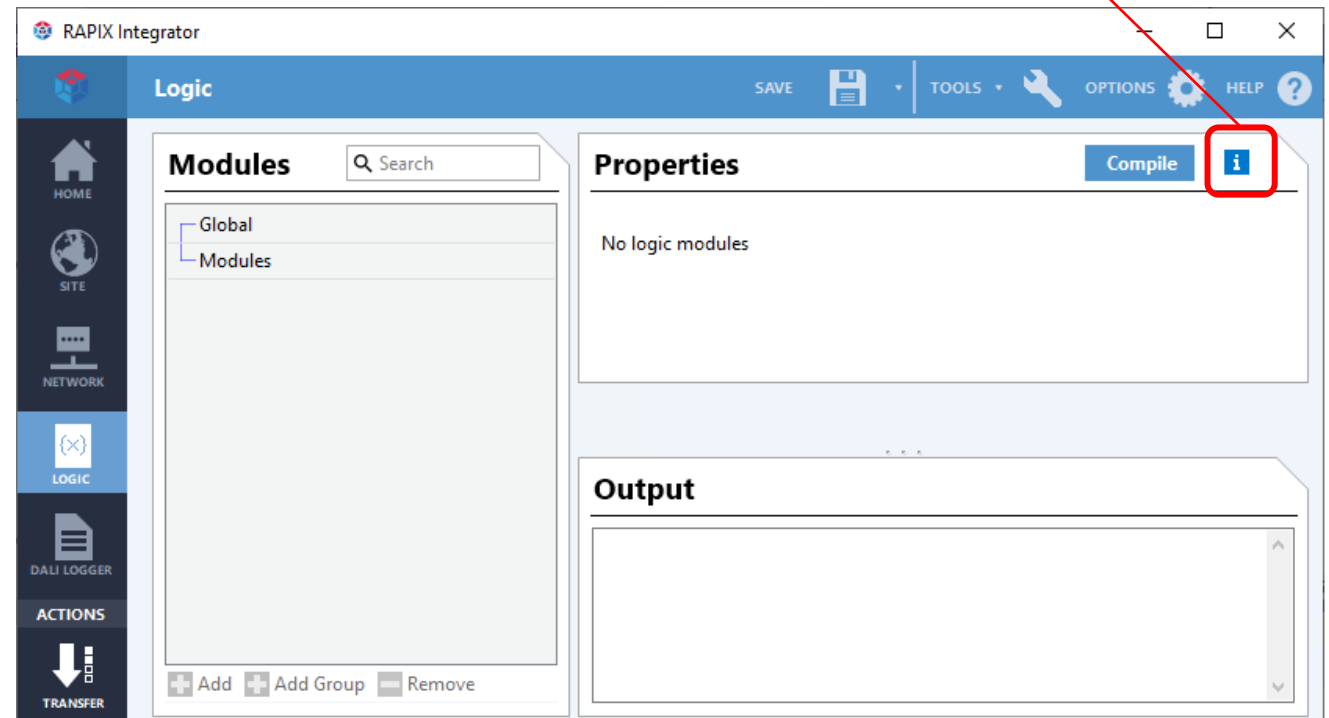 RAPIX Integrator
Logic
SAVE
TOOLS
OPTIONS
HELP
?
HOME
SITE
NETWORK
{×}
LOGIC
DALI LOGGER
ACTIONS
TRANSFER
Modules
Search
Global
Modules
Add Add Group Remove
Properties
Compile
i
No logic modules
Output